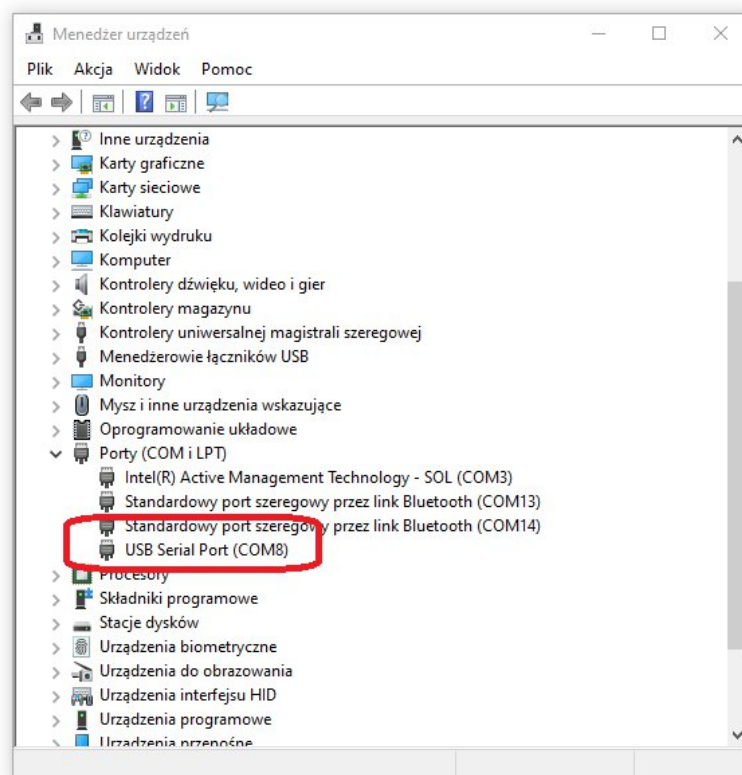 Menedżer urządzeń
Plik Akcja Widok Pomoc
Inne urządzenia
Karty graficzne
Karty sieciowe
Klawiatury
Kolejki wydruku
Komputer
Kontrolery dźwięku, wideo i gier
Kontrolery magazynu
Kontrolery uniwersalnej magistrali szeregowej
Menedżerowie łączników USB
Monitory
Mysz i inne urządzenia wskazujące
Oprogramowanie układowe
Porty (COM i LPT)
Intel(R) Active Management Technology - SOL (COM3)
Standardowy port szeregowy przez link Bluetooth (COM13)
Standardowy port szeregowy przez link Bluetooth (COM14)
USB Serial Port (COM8)
Procesory
Składniki programowe
Stacje dysków
Urządzenia biometryczne
Urządzenia do obrazowania
Urządzenia interfejsu HID
Urządzenia programowe
Urządzenia przenośne